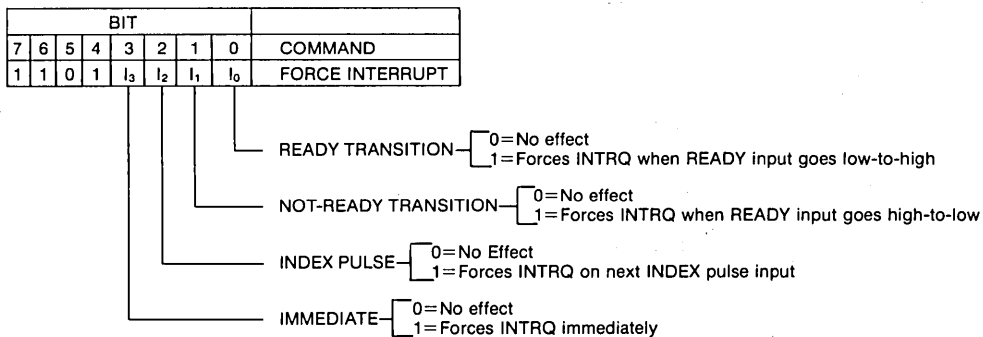 BIT
7 6 5 4 3 2 1 0 COMMAND
1 1 0 1 I₃ I₂ I₁ I₀ FORCE INTERRUPT
READY TRANSITION 0=No effect
1=Forces INTRQ when READY input goes low-to-high
NOT-READY TRANSITION 0=No effect
1=Forces INTRQ when READY input goes high-to-low
INDEX PULSE 0=No Effect
1=Forces INTRQ on next INDEX pulse input
IMMEDIATE 0=No effect
1=Forces INTRQ immediately